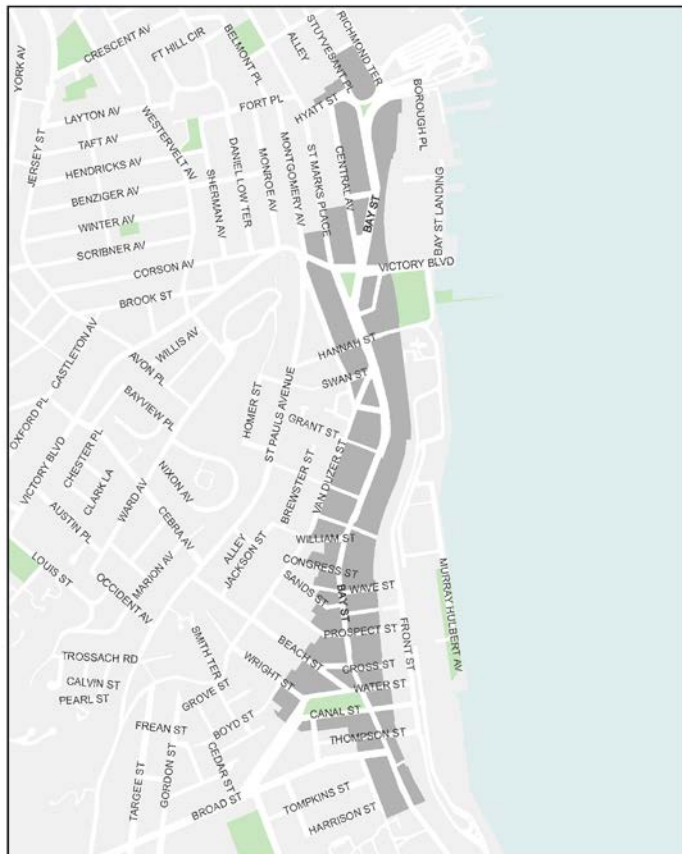 YORK AV
CRESCENT AV
FT HILL CIR
BELMONT PL
ALLEY
STUYVESANT PL
RICHMOND TER
LAYTON AV
FORT PL
HYATT ST
BOROUGH PL
TAFT AV
JERSEY ST
HENDRICKS AV
WESTERVELT AV
BENZIGER AV
SHERMAN AV
DANIEL LOW TER
MONROE AV
MONTGOMERY AV
ST MARKS PLACE
CENTRAL AV
BAY ST
BAY ST LANDING
WINTER AV
SCRIBNER AV
CORSON AV
VICTORY BLVD
BROOK ST
CASTLETON AV
WILLIS AV
AVON PL
HANNAH ST
SWAN ST
BAYVIEW PL
HOMER ST
ST PAULS AVENUE
GRANT ST
OXFORD PL
VICTORY BLVD
CHESTER PL
CLARK LA
WARD AV
NIXON AV
BREWSTER ST
VAN DUZER ST
AUSTIN PL
CEBRA AV
WILLIAM ST
ALLEY
JACKSON ST
CONGRESS ST
LOUIS ST
OCCIDENT AV
MARION AV
SANDS ST
BAY ST
WAVE ST
FRONT ST
MURRAY HULBERT AV
PROSPECT ST
SMITH TER
BEACH ST
TROSSACH RD
WRIGHT ST
CROSS ST
CALVIN ST
WATER ST
PEARL ST
GROVE ST
CANAL ST
FREAN ST
BOYD ST
THOMPSON ST
TARGEE ST
GORDON ST
CEDAR ST
BROAD ST
TOMPKINS ST
HARRISON ST